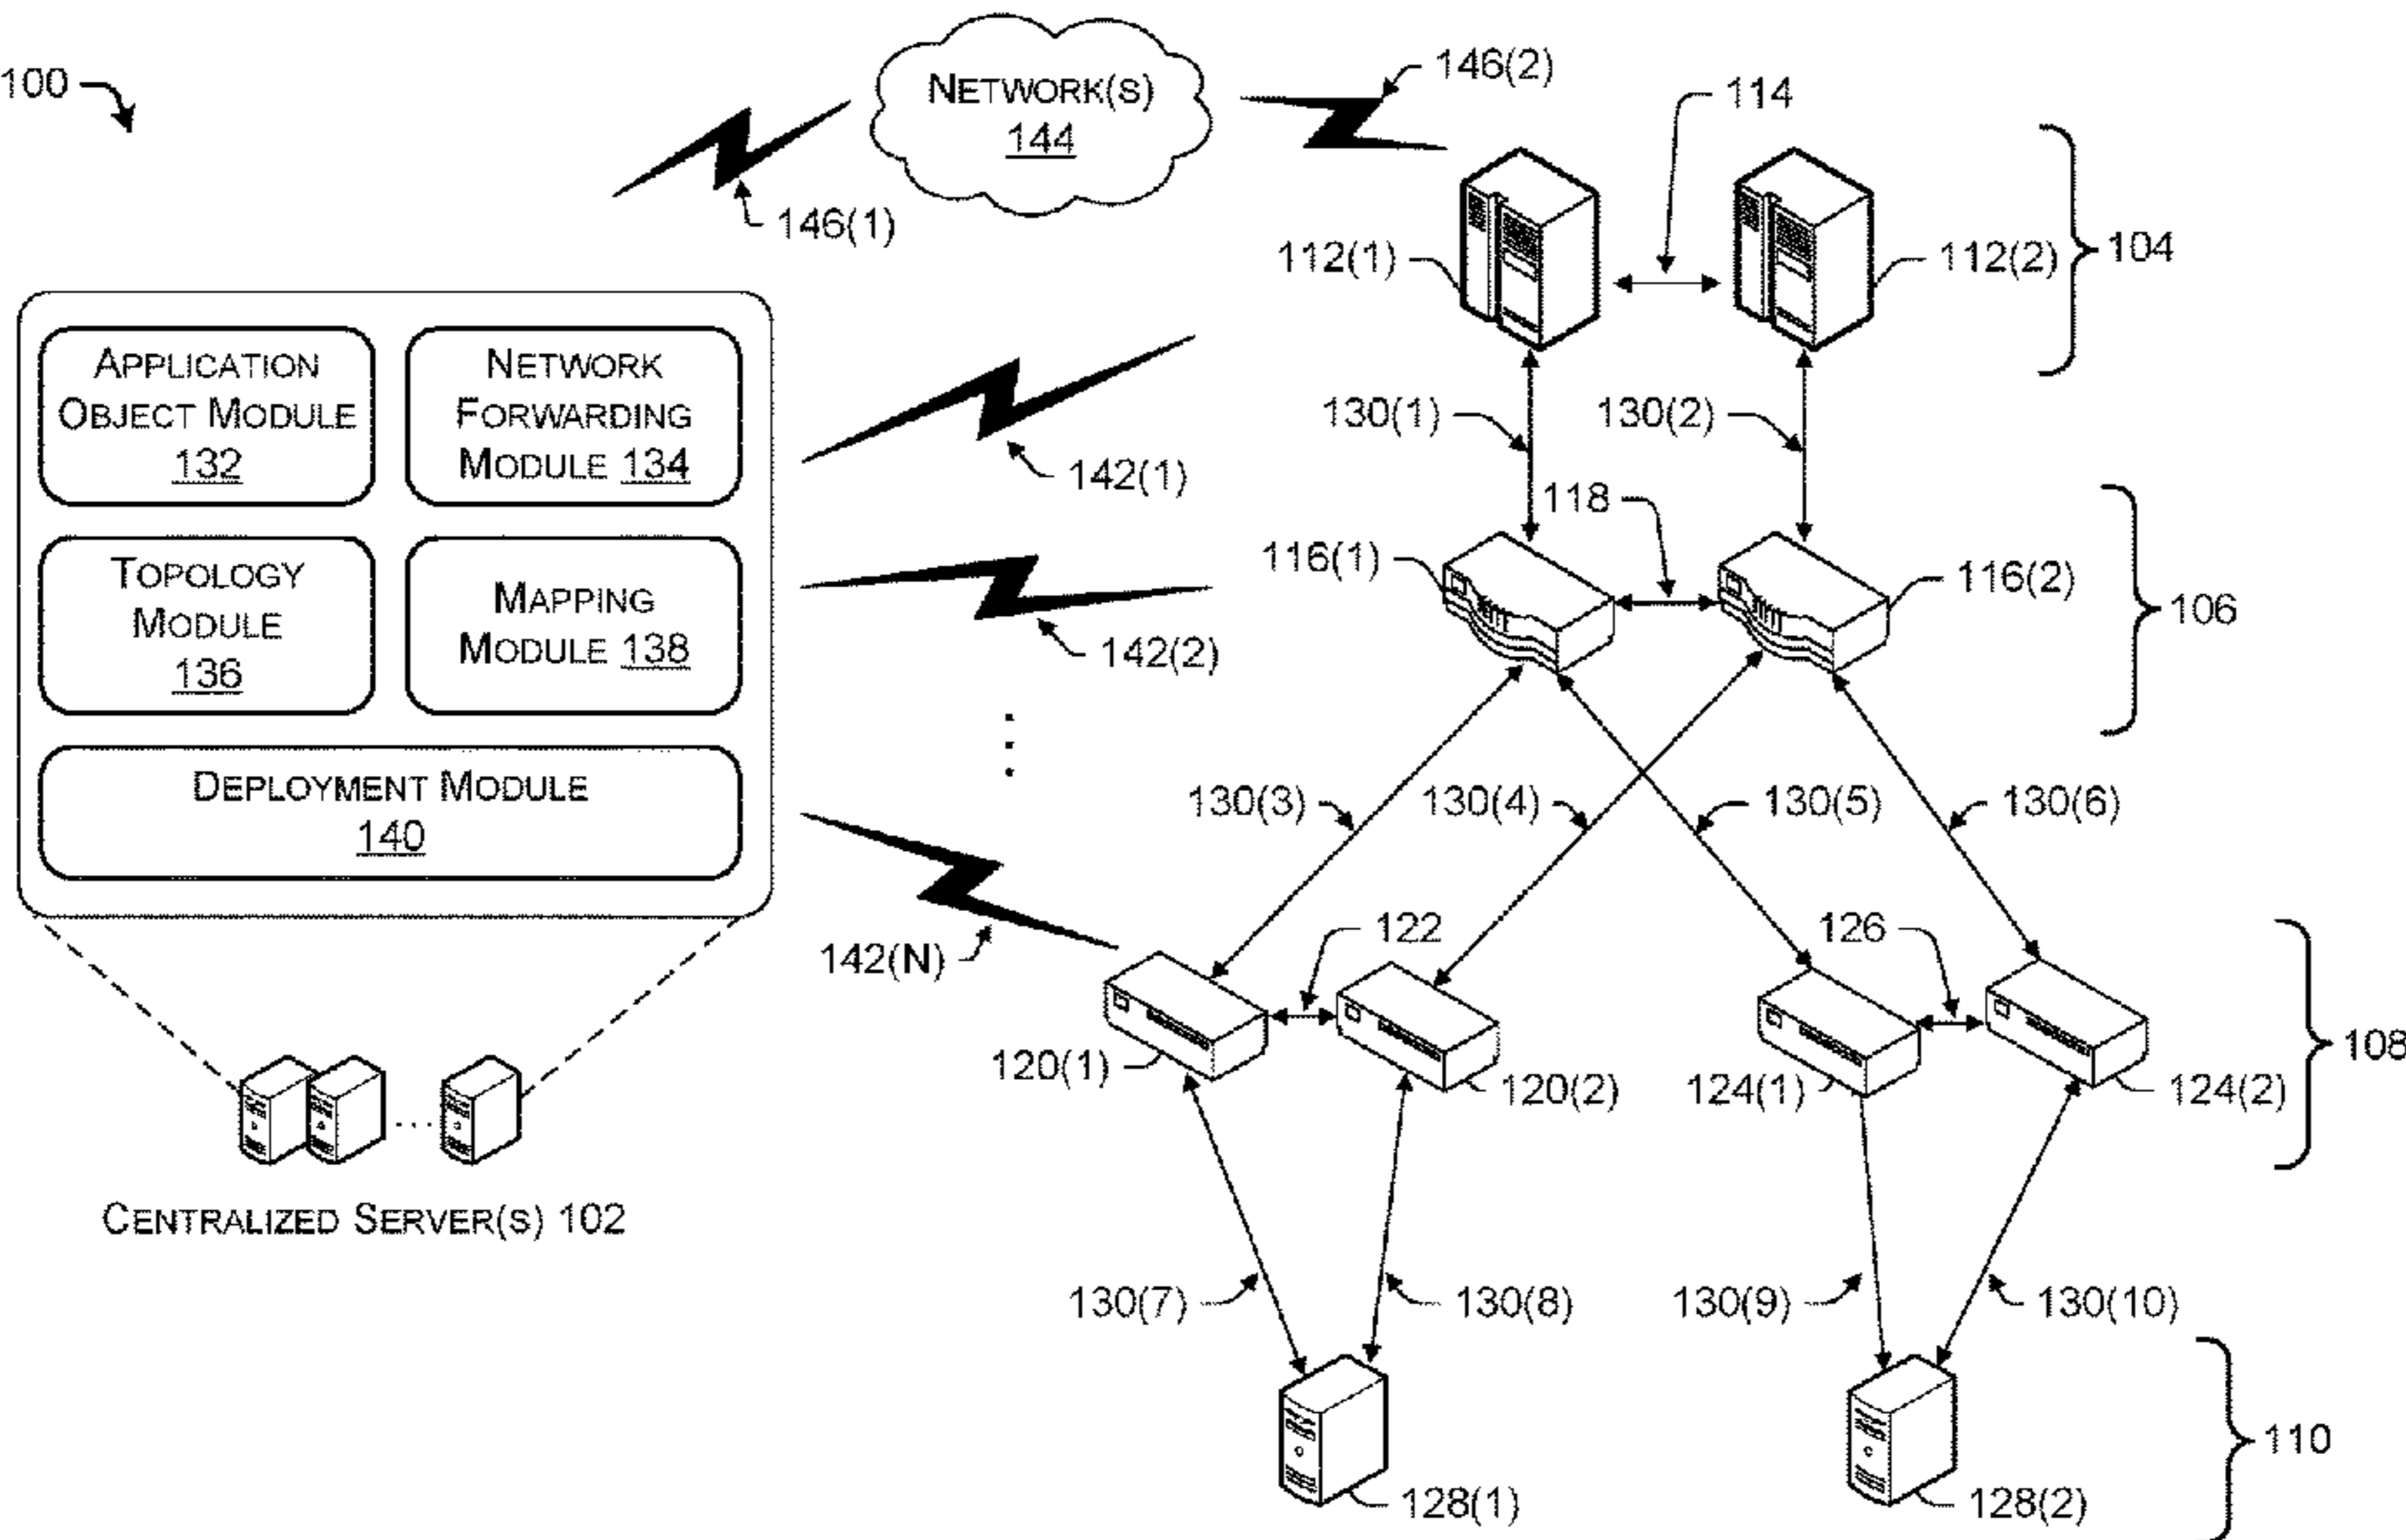 100
NETWORK(S)
144
146(2)
114
146(1)
112(1)
112(2)
104
APPLICATION
OBJECT MODULE
132
NETWORK
FORWARDING
MODULE 134
130(1)
130(2)
142(1)
118
TOPOLOGY
MODULE
136
MAPPING
MODULE 138
116(1)
116(2)
106
142(2)
DEPLOYMENT MODULE
140
130(3)
130(4)
130(5)
130(6)
122
126
142(N)
108
120(1)
120(2)
124(1)
124(2)
...
CENTRALIZED SERVER(S) 102
130(7)
130(8)
130(9)
130(10)
110
128(1)
128(2)